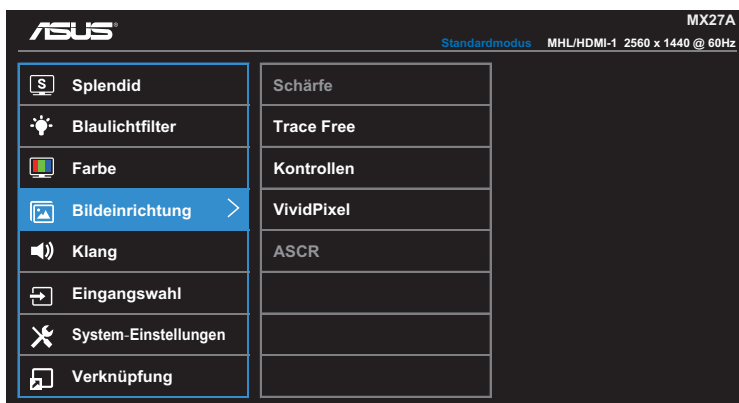 ASUS
MX27A
Standardmodus MHL/HDMI-1 2560 x 1440 @ 60Hz
S Splendid
Blaulichtfilter
Farbe
Bildeinrichtung
Klang
Eingangswahl
System-Einstellungen
Verknüpfung
Schärfe
Trace Free
Kontrollen
VividPixel
ASCR